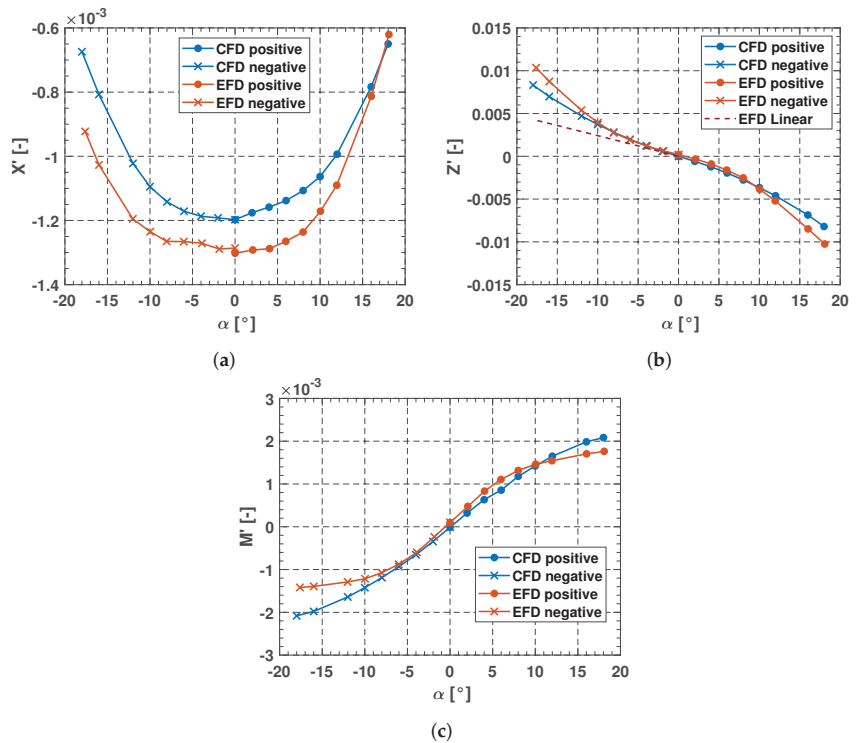 ×10⁻³
-0.6
-0.8
-1
-1.2
-1.4
X' [-]
CFD positive
CFD negative
EFD positive
EFD negative
-20 -15 -10 -5 0 5 10 15 20
α [°]
(a)
0.015
0.01
0.005
0
-0.005
-0.01
-0.015
Z' [-]
CFD positive
CFD negative
EFD positive
EFD negative
EFD Linear
-20 -15 -10 -5 0 5 10 15 20
α [°]
(b)
×10⁻³
3
2
1
0
-1
-2
-3
M' [-]
CFD positive
CFD negative
EFD positive
EFD negative
-20 -15 -10 -5 0 5 10 15 20
α [°]
(c)